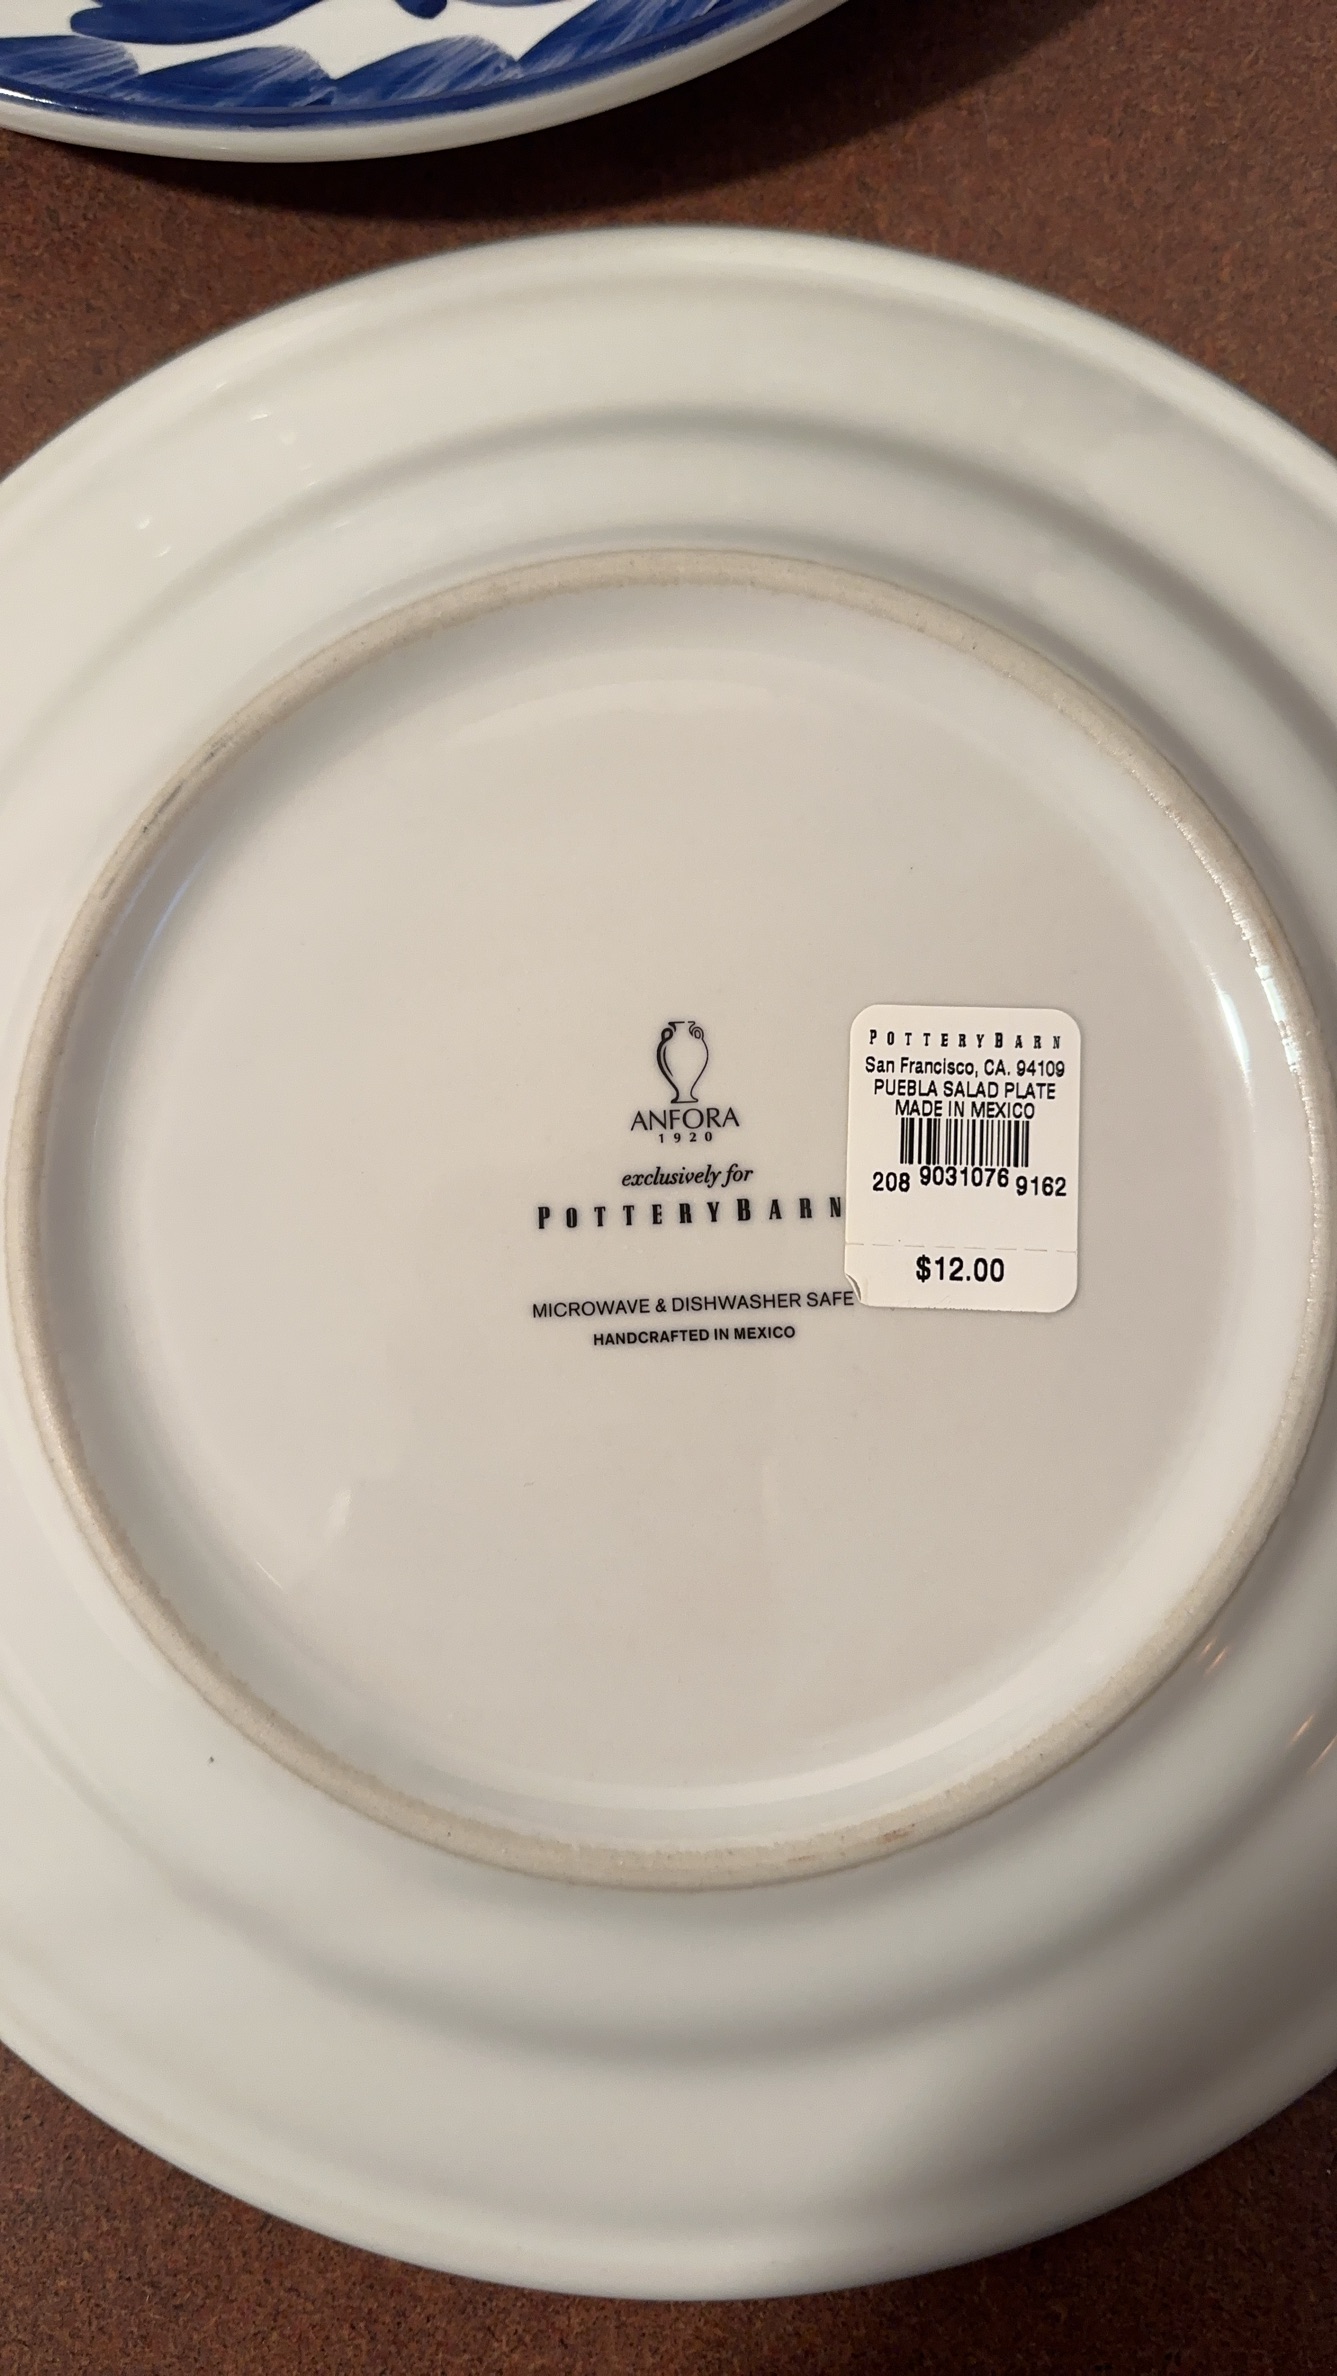 ANFORA
1920
exclusively for
POTTERYBARN
MICROWAVE & DISHWASHER SAFE
HANDCRAFTED IN MEXICO
POTTERYBARN
San Francisco, CA. 94109
PUEBLA SALAD PLATE
MADE IN MEXICO
208 9031076 9162
$12.00